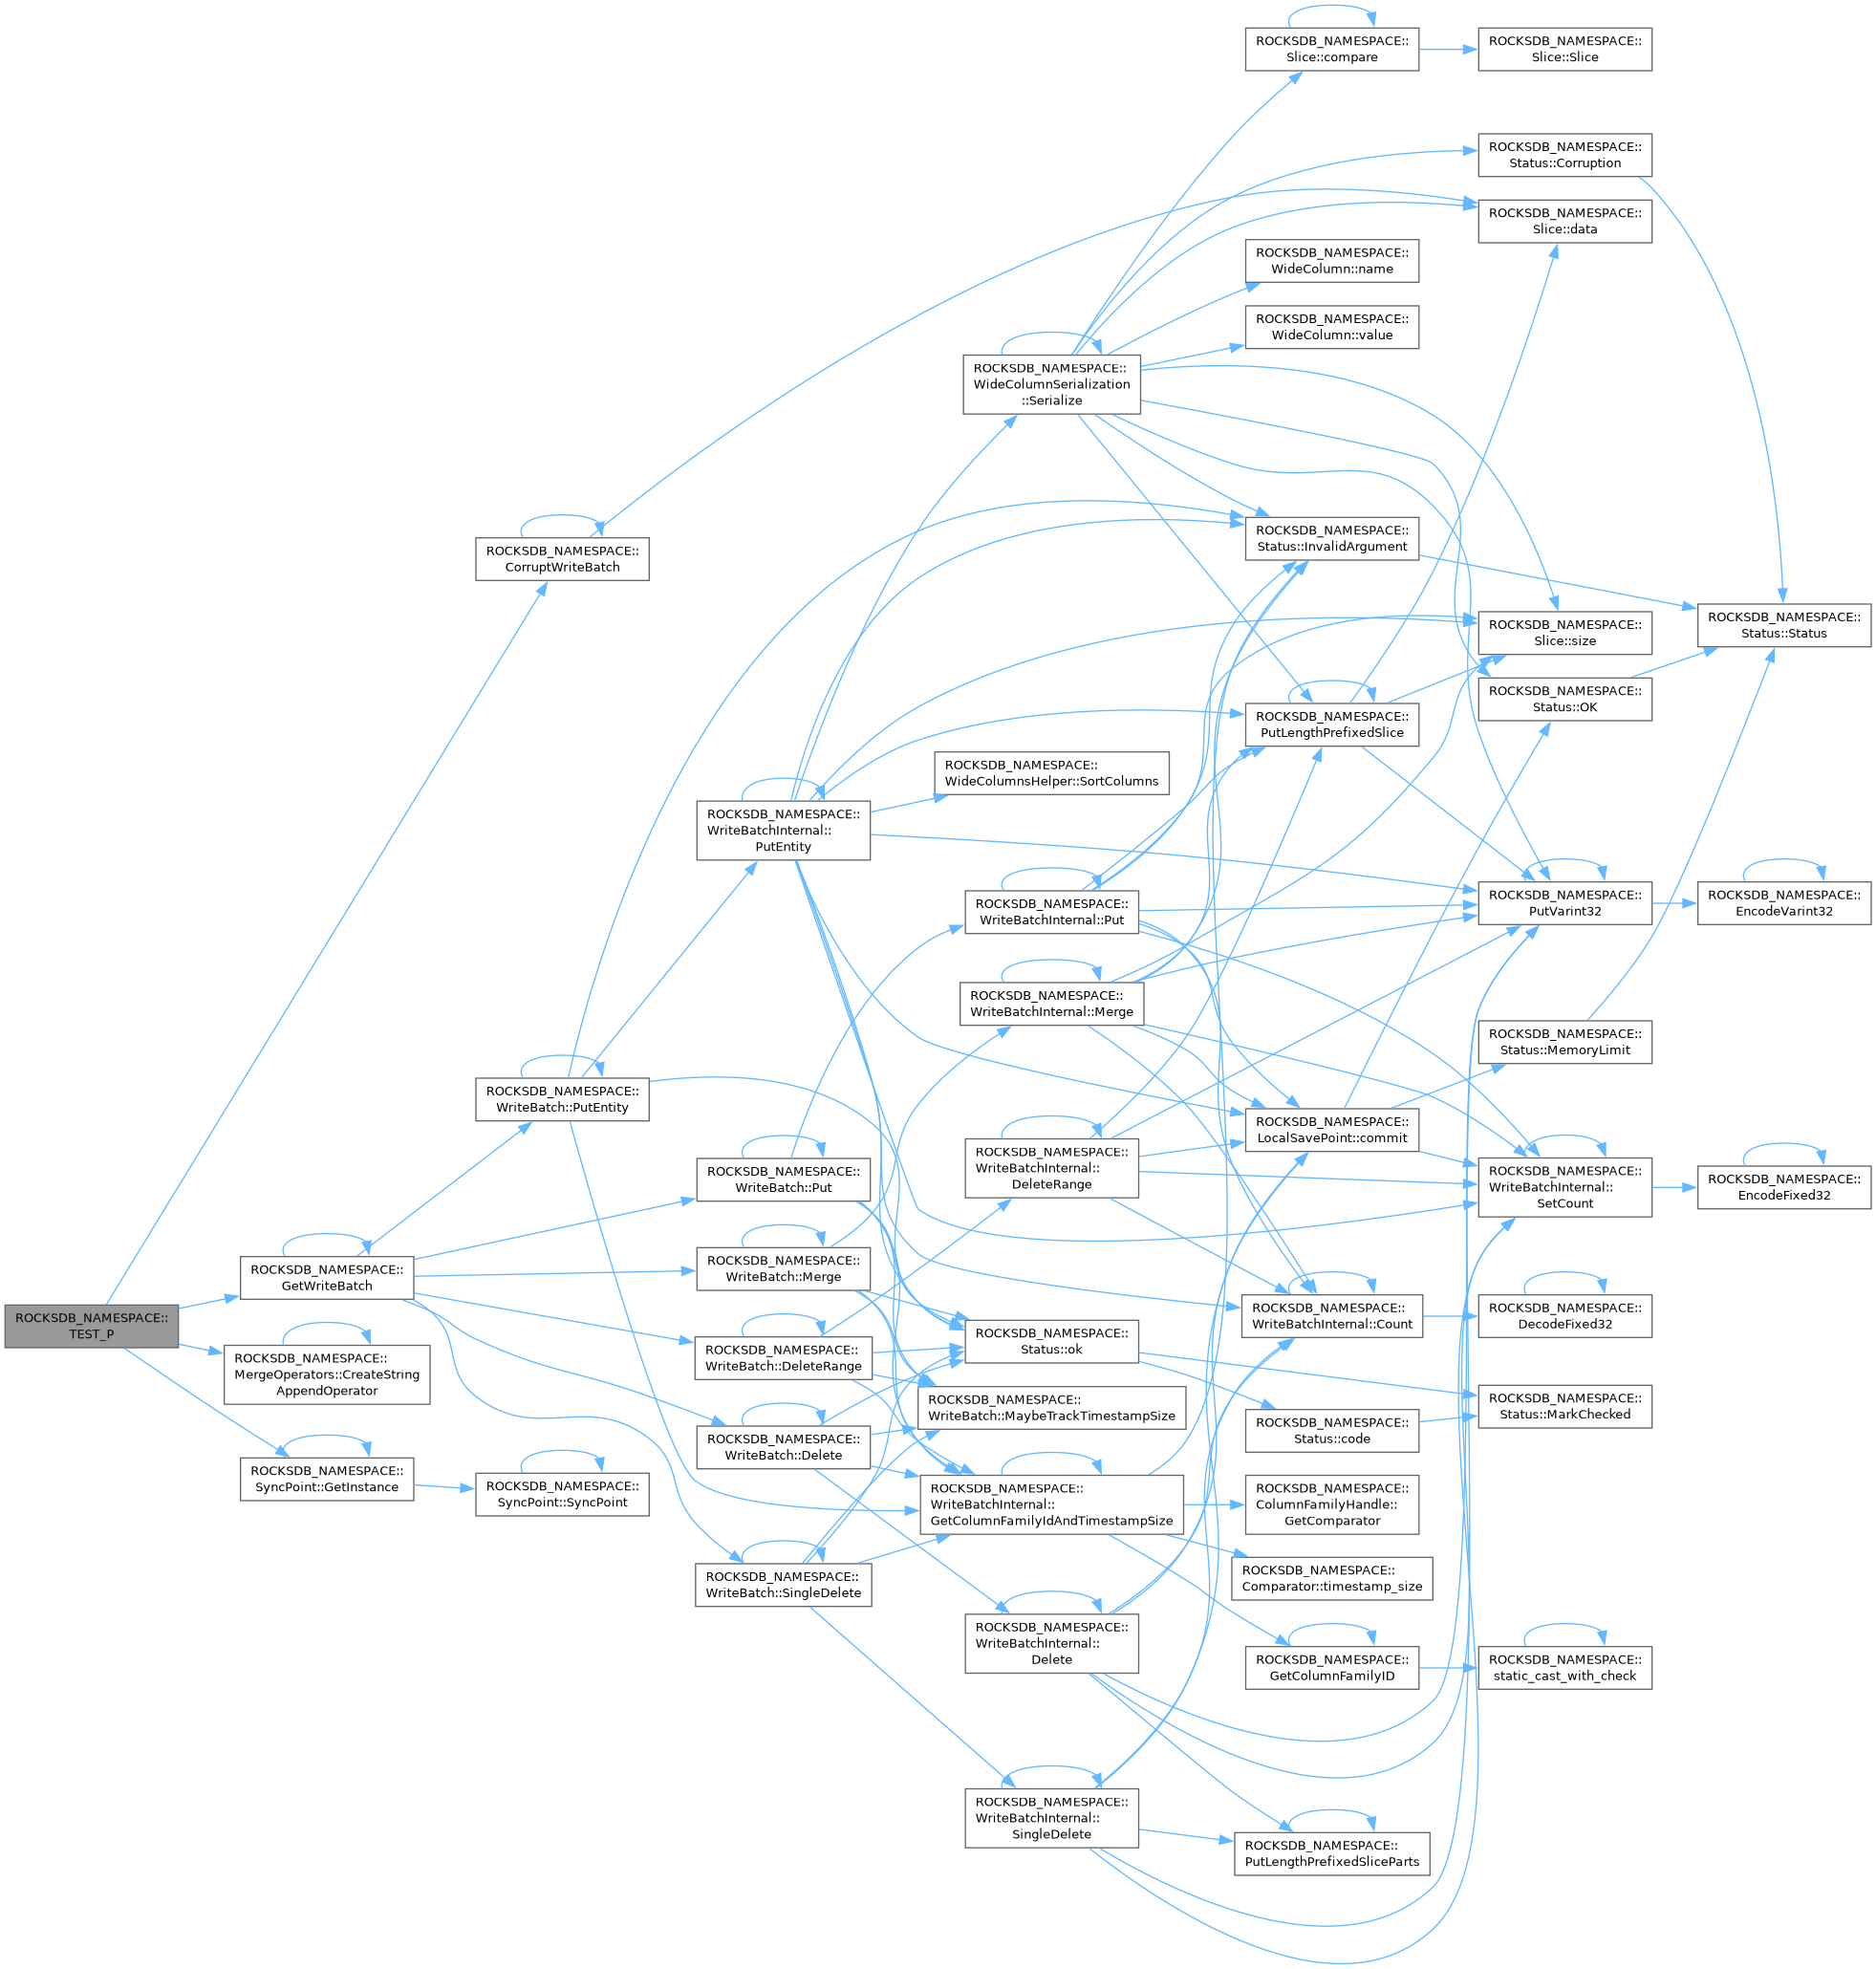 ROCKSDB_NAMESPACE::
TEST_P
ROCKSDB_NAMESPACE::
CorruptWriteBatch
ROCKSDB_NAMESPACE::
GetWriteBatch
ROCKSDB_NAMESPACE::
MergeOperators::CreateString
AppendOperator
ROCKSDB_NAMESPACE::
SyncPoint::GetInstance
ROCKSDB_NAMESPACE::
WriteBatch::PutEntity
ROCKSDB_NAMESPACE::
SyncPoint::SyncPoint
ROCKSDB_NAMESPACE::
WriteBatchInternal::
PutEntity
ROCKSDB_NAMESPACE::
WriteBatch::Put
ROCKSDB_NAMESPACE::
WriteBatch::Merge
ROCKSDB_NAMESPACE::
WriteBatch::DeleteRange
ROCKSDB_NAMESPACE::
WriteBatch::Delete
ROCKSDB_NAMESPACE::
WriteBatch::SingleDelete
ROCKSDB_NAMESPACE::
WideColumnSerialization
::Serialize
ROCKSDB_NAMESPACE::
WideColumnsHelper::SortColumns
ROCKSDB_NAMESPACE::
WriteBatchInternal::Put
ROCKSDB_NAMESPACE::
WriteBatchInternal::Merge
ROCKSDB_NAMESPACE::
WriteBatchInternal::
DeleteRange
ROCKSDB_NAMESPACE::
Status::ok
ROCKSDB_NAMESPACE::
WriteBatch::MaybeTrackTimestampSize
ROCKSDB_NAMESPACE::
WriteBatchInternal::
GetColumnFamilyIdAndTimestampSize
ROCKSDB_NAMESPACE::
WriteBatchInternal::
Delete
ROCKSDB_NAMESPACE::
WriteBatchInternal::
SingleDelete
ROCKSDB_NAMESPACE::
Slice::compare
ROCKSDB_NAMESPACE::
WideColumn::name
ROCKSDB_NAMESPACE::
WideColumn::value
ROCKSDB_NAMESPACE::
Status::InvalidArgument
ROCKSDB_NAMESPACE::
PutLengthPrefixedSlice
ROCKSDB_NAMESPACE::
LocalSavePoint::commit
ROCKSDB_NAMESPACE::
WriteBatchInternal::Count
ROCKSDB_NAMESPACE::
Status::code
ROCKSDB_NAMESPACE::
ColumnFamilyHandle::
GetComparator
ROCKSDB_NAMESPACE::
Comparator::timestamp_size
ROCKSDB_NAMESPACE::
GetColumnFamilyID
ROCKSDB_NAMESPACE::
PutLengthPrefixedSliceParts
ROCKSDB_NAMESPACE::
Slice::Slice
ROCKSDB_NAMESPACE::
Status::Corruption
ROCKSDB_NAMESPACE::
Slice::data
ROCKSDB_NAMESPACE::
Slice::size
ROCKSDB_NAMESPACE::
Status::OK
ROCKSDB_NAMESPACE::
PutVarint32
ROCKSDB_NAMESPACE::
Status::MemoryLimit
ROCKSDB_NAMESPACE::
WriteBatchInternal::
SetCount
ROCKSDB_NAMESPACE::
DecodeFixed32
ROCKSDB_NAMESPACE::
Status::MarkChecked
ROCKSDB_NAMESPACE::
static_cast_with_check
ROCKSDB_NAMESPACE::
Status::Status
ROCKSDB_NAMESPACE::
EncodeVarint32
ROCKSDB_NAMESPACE::
EncodeFixed32